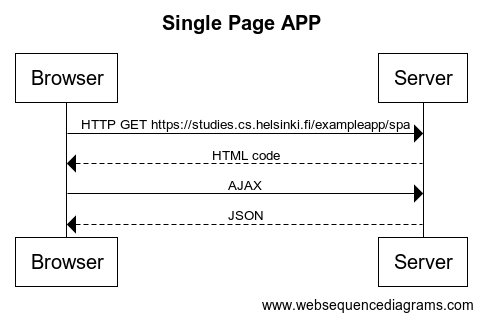 Single Page APP
Browser
Server
HTTP GET https://studies.cs.helsinki.fi/exampleapp/spa
HTML code
AJAX
JSON
Browser
Server
www.websequencediagrams.com